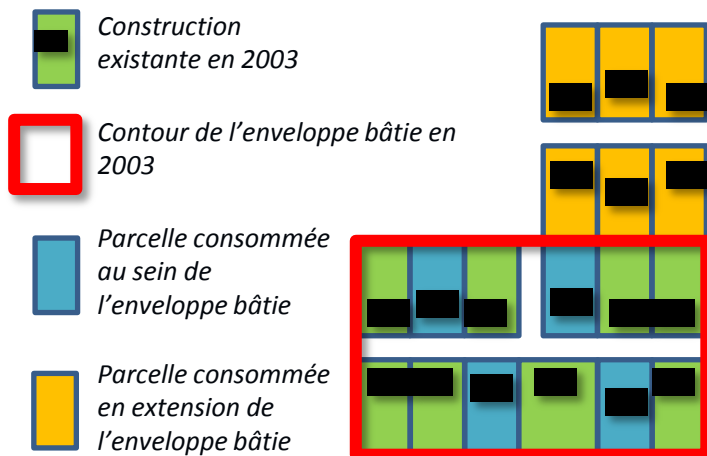 Construction
existante en 2003
Contour de l’enveloppe bâtie en
2003
Parcelle consommée
au sein de
l’enveloppe bâtie
Parcelle consommée
en extension de
l’enveloppe bâtie